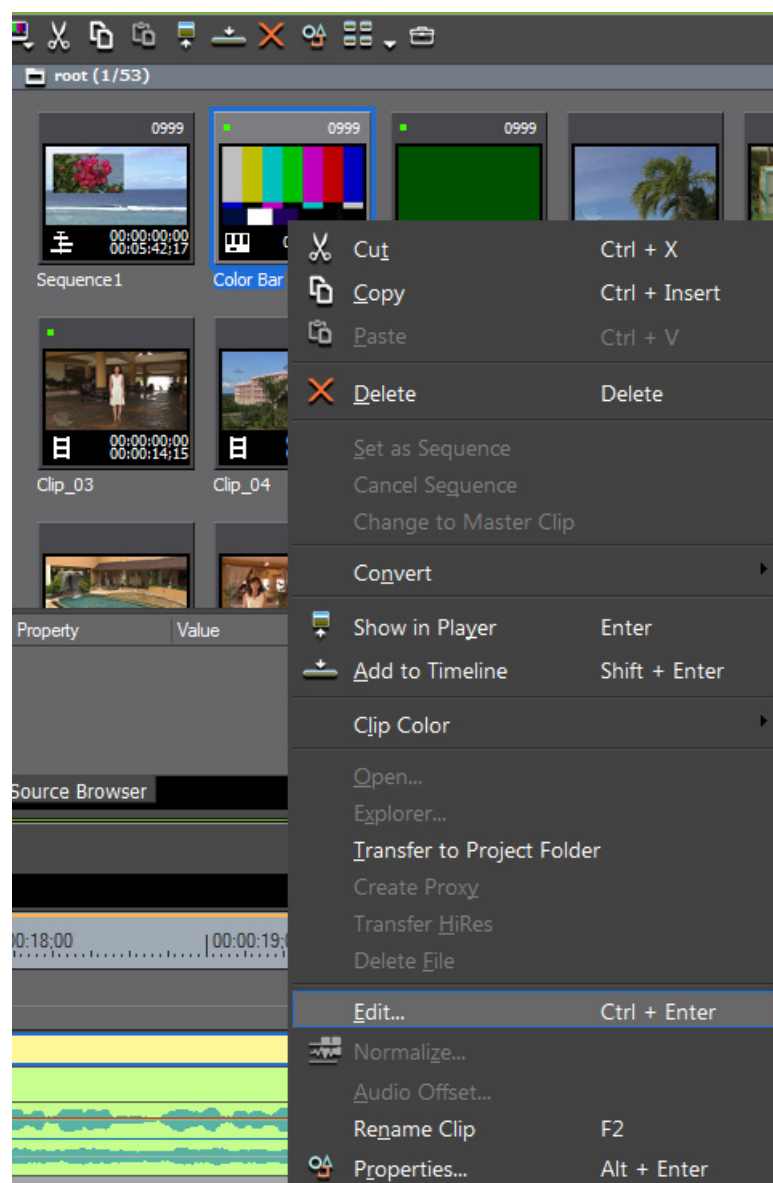 root (1/53)
0999 0999 0999
00:00:00;00
00:05:42;17
Sequence1 Color Bar
Cut Ctrl + X
Copy Ctrl + Insert
Paste Ctrl + V
Delete Delete
00:00:00;00
00:00:14;15
Clip_03 Clip_04
Set as Sequence
Cancel Sequence
Change to Master Clip
Convert
Property Value
Show in Player Enter
Add to Timeline Shift + Enter
Clip Color
Source Browser
Open...
Explorer...
Transfer to Project Folder
Create Proxy
Transfer HiRes
Delete File
00:18;00 00:00:19;
Edit... Ctrl + Enter
Normalize...
Audio Offset...
Rename Clip F2
Properties... Alt + Enter